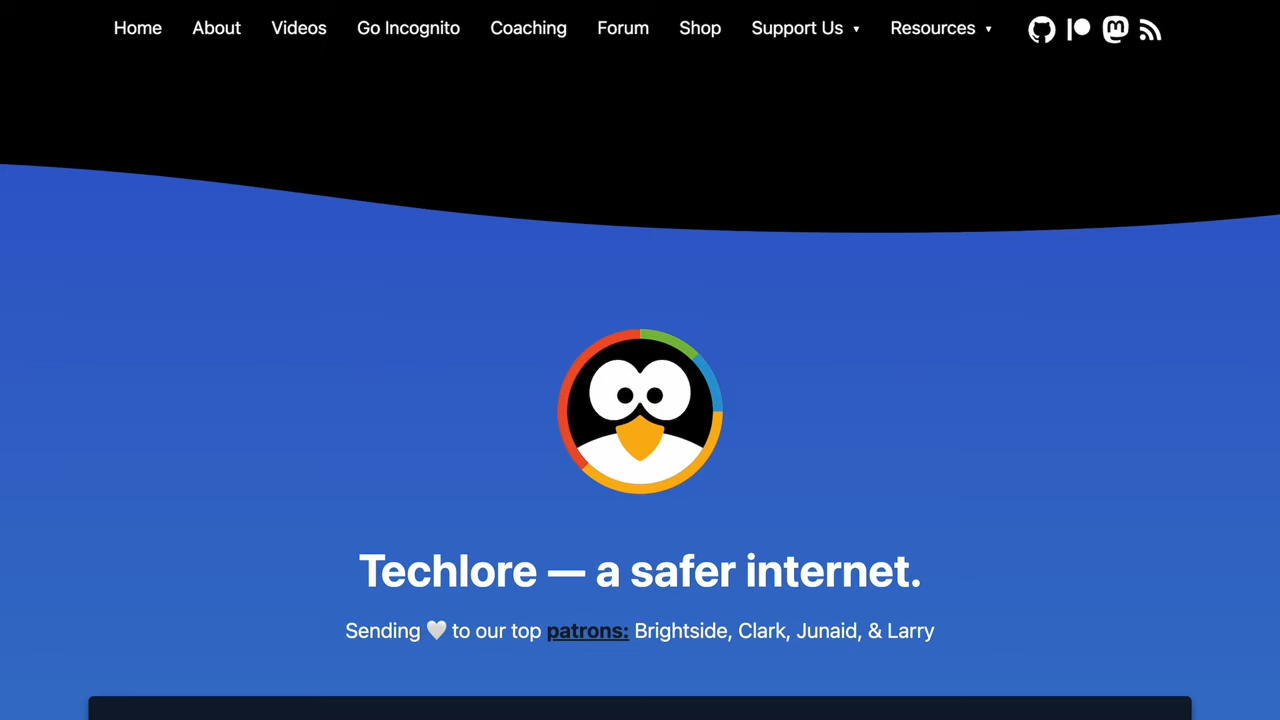 Home About Videos Go Incognito Coaching Forum Shop Support Us ▾ Resources ▾
Techlore — a safer internet.
Sending 🤍 to our top patrons: Brightside, Clark, Junaid, & Larry